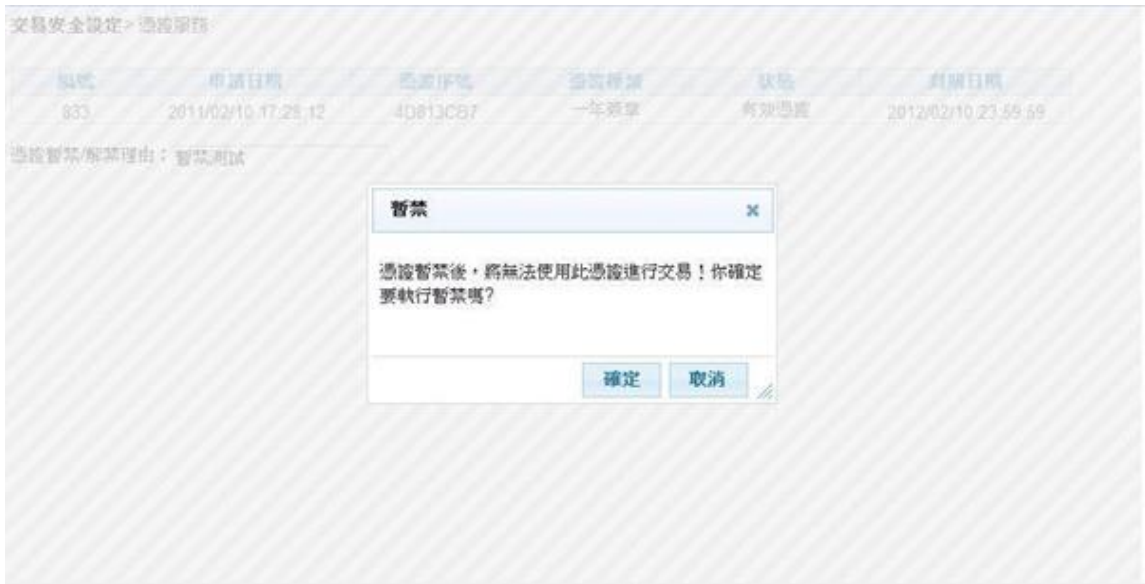 交易安全設定> 憑證服務
編號 申請日期 憑證序號 憑證種類 狀態 到期日期
833 2011/02/10 17:28:12 4D813CB7 一年簽章 有效憑證 2012/02/10 23:59:59
憑證暫禁/解禁理由：暫禁測試
暫禁
憑證暫禁後，將無法使用此憑證進行交易！你確定
要執行暫禁嗎?
確定 取消